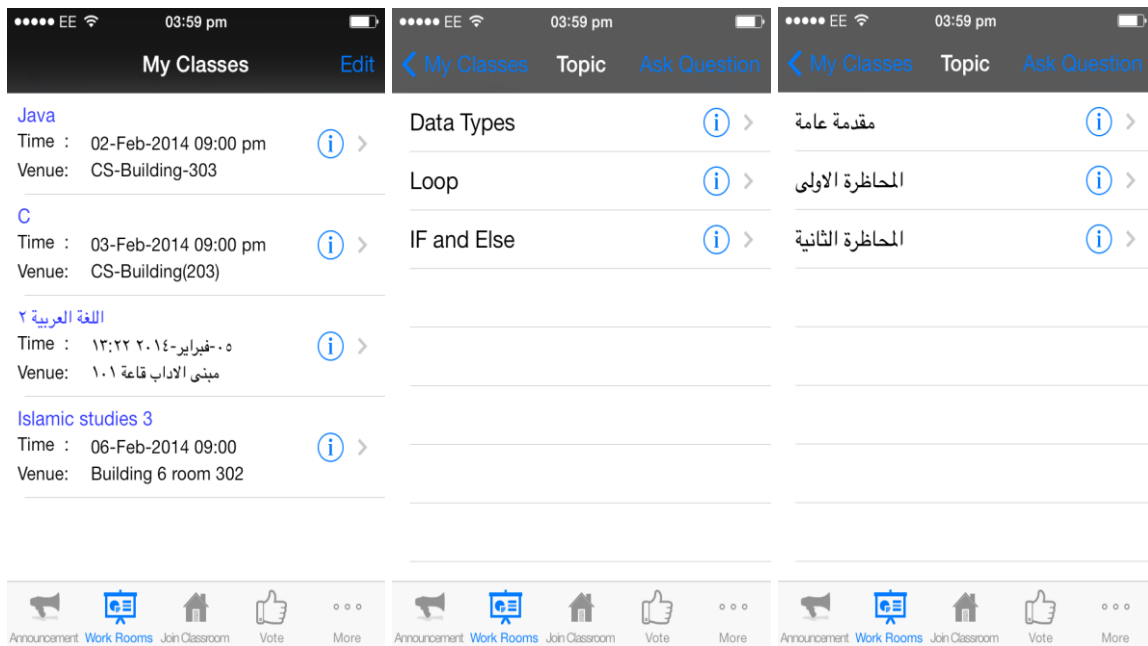 EE 03:59 pm
My Classes Edit
Java
Time : 02-Feb-2014 09:00 pm
Venue: CS-Building-303
C
Time : 03-Feb-2014 09:00 pm
Venue: CS-Building(203)
اللغة العربية ٢
Time : ٠٥-فبراير-٢٠١٤ ١٣:٢٢
Venue: مبنى الاداب قاعة ١٠١
Islamic studies 3
Time : 06-Feb-2014 09:00
Venue: Building 6 room 302
Announcement Work Rooms Join Classroom Vote More
EE 03:59 pm
My Classes Topic Ask Question
Data Types
Loop
IF and Else
Announcement Work Rooms Join Classroom Vote More
EE 03:59 pm
My Classes Topic Ask Question
مقدمة عامة
المحاظرة الاولى
المحاظرة الثانية
Announcement Work Rooms Join Classroom Vote More